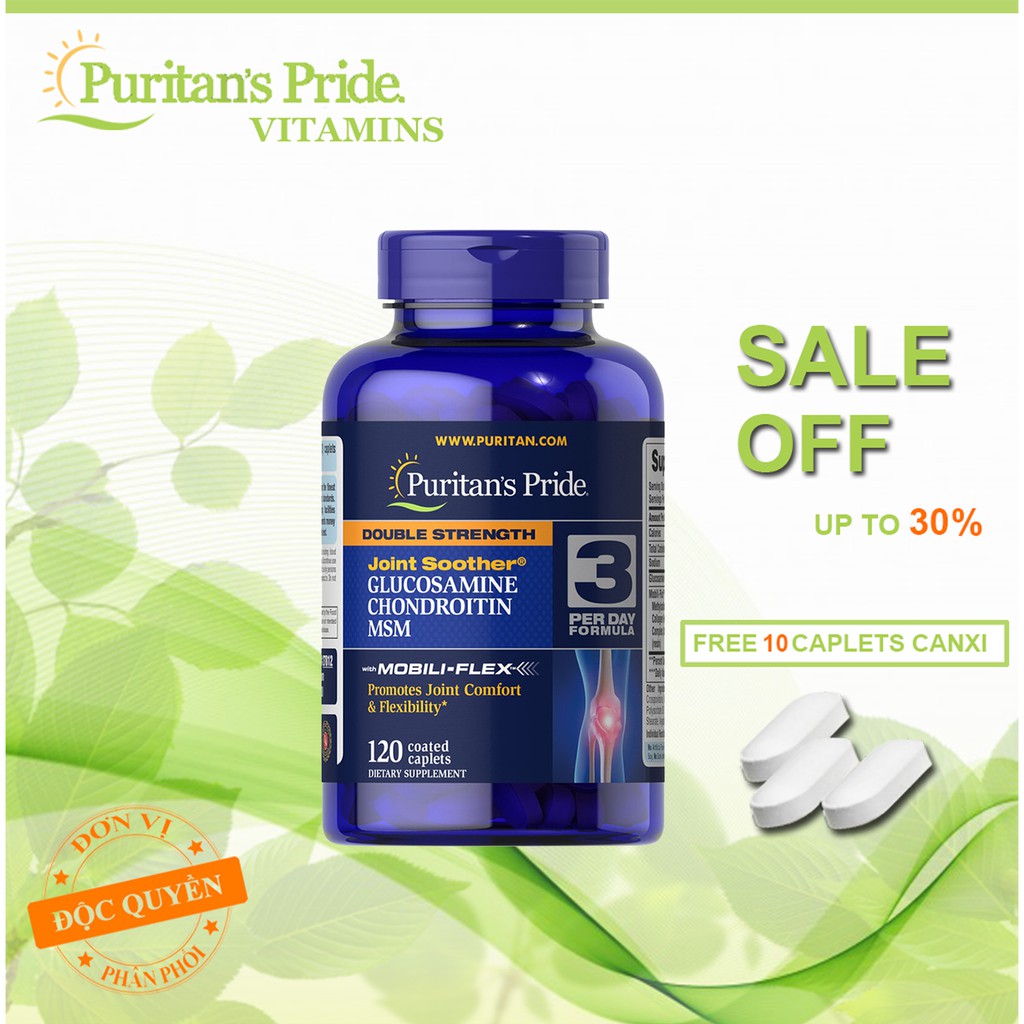 Puritan's Pride.
VITAMINS
WWW.PURITAN.COM
Puritan's Pride.
DOUBLE STRENGTH
Joint Soother®
GLUCOSAMINE
CHONDROITIN
MSM
3
PER DAY
FORMULA
with MOBILI-FLEX™
Promotes Joint Comfort
& Flexibility*
120 coated
caplets
DIETARY SUPPLEMENT
caplets
SALE
OFF
UP TO 30%
FREE 10 CAPLETS CANXI
ĐƠN VỊ
ĐỘC QUYỀN
PHÂN PHỐI